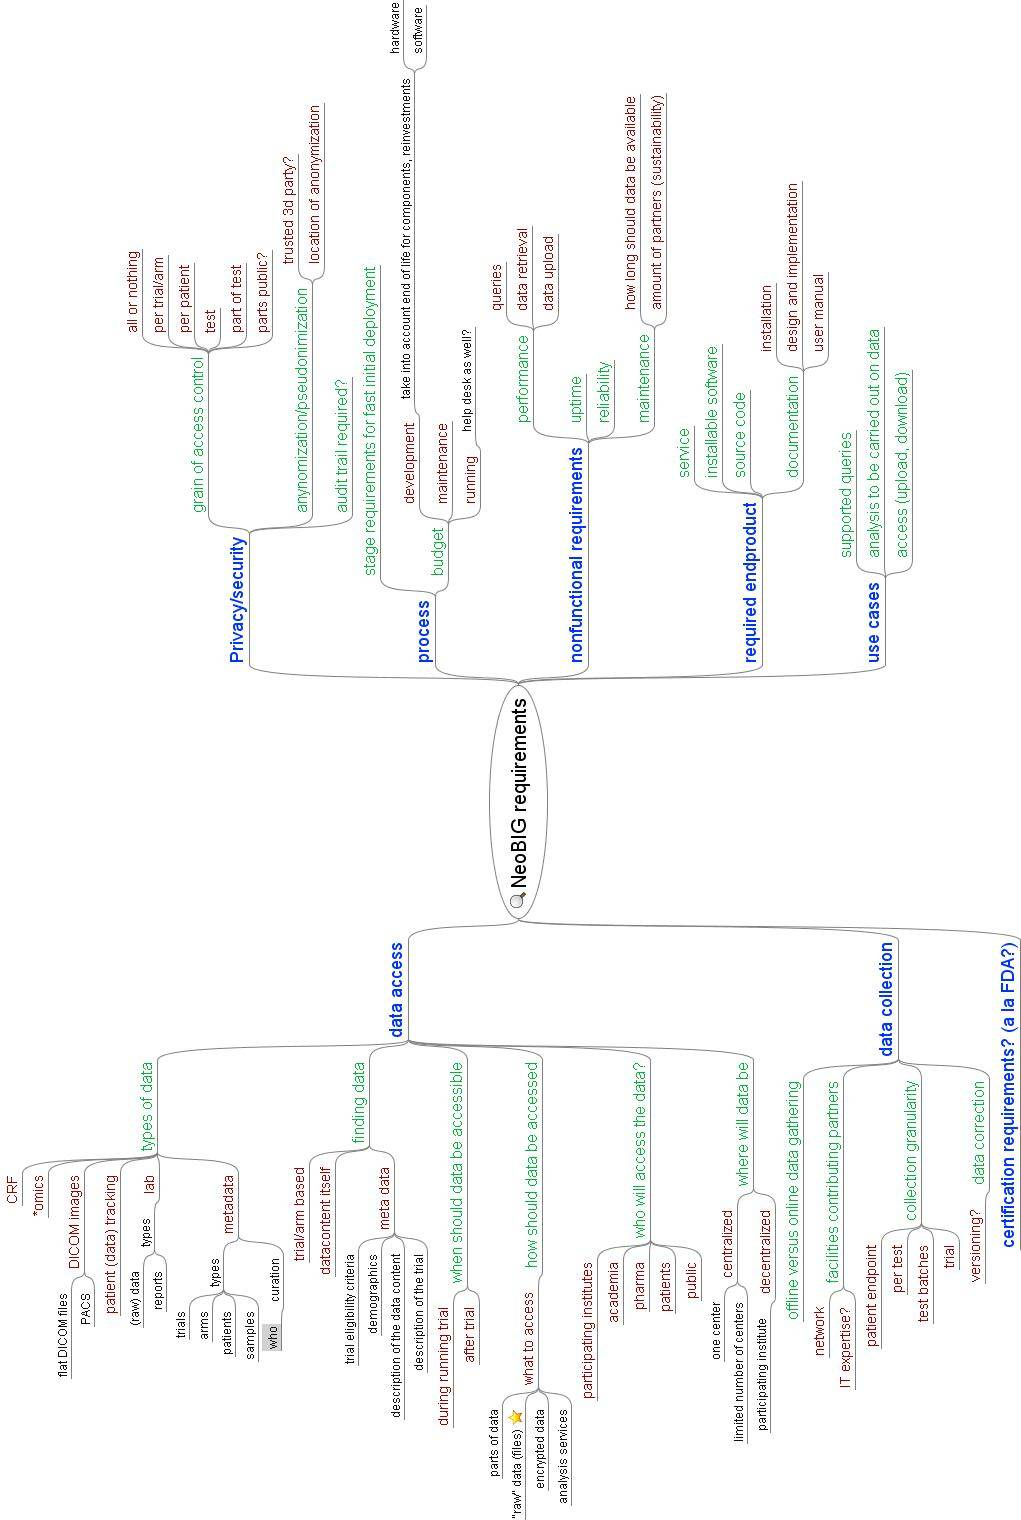 NeoBIG requirements
Privacy/security
grain of access control
all or nothing
per trial/arm
per patient
test
part of test
parts public?
anynomization/pseudonimization
trusted 3d party?
location of anonymization
audit trail required?
process
stage requirements for fast initial deployment
budget
development
take into account end of life for components, reinvestments
hardware
software
maintenance
running
help desk as well?
nonfunctional requirements
performance
queries
data retrieval
data upload
uptime
reliability
maintenance
how long should data be available
amount of partners (sustainability)
required endproduct
service
installable software
source code
documentation
installation
design and implementation
user manual
use cases
supported queries
analysis to be carried out on data
access (upload, download)
data access
types of data
CRF
*omics
DICOM images
flat DICOM files
PACS
patient (data) tracking
lab
types
(raw) data
reports
metadata
types
trials
arms
patients
samples
curation
who
finding data
trial/arm based
datacontent itself
meta data
trial eligibility criteria
demographics
description of the data content
description of the trial
when should data be accessible
during running trial
after trial
how should data be accessed
what to access
parts of data
"raw" data (files)
encrypted data
analysis services
who will access the data?
participating institutes
academia
pharma
patients
public
where will data be
centralized
one center
limited number of centers
decentralized
participating institute
data collection
offline versus online data gathering
facilities contributing partners
network
IT expertise?
collection granularity
patient endpoint
per test
test batches
trial
data correction
versioning?
certification requirements? (a la FDA?)